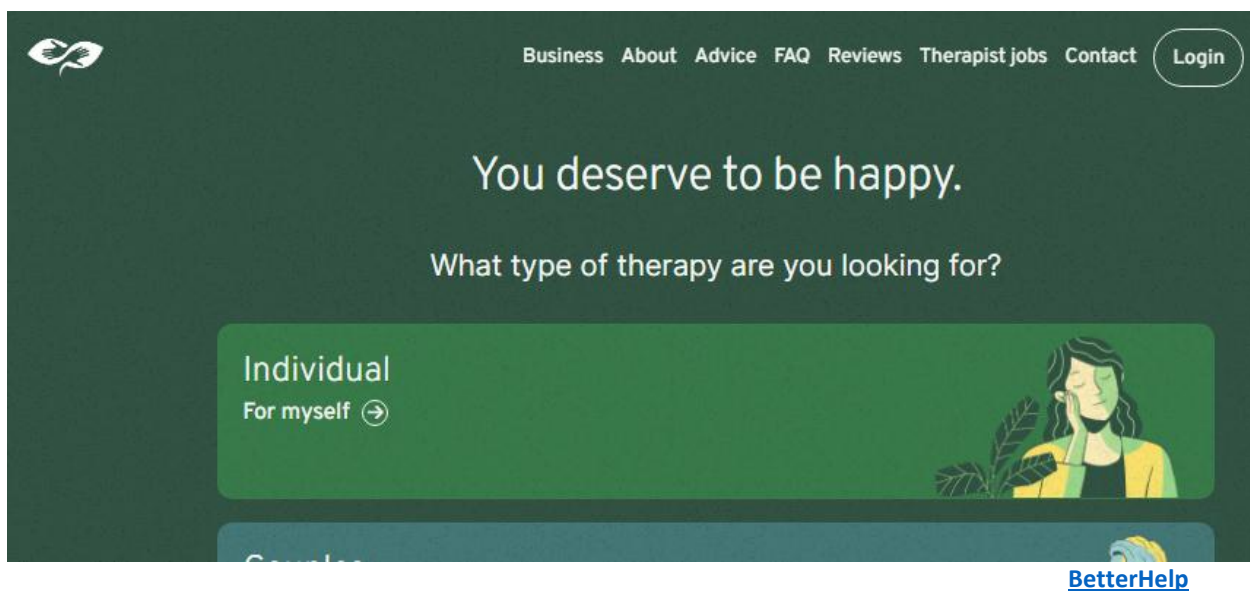 Business About Advice FAQ Reviews Therapist jobs Contact Login
You deserve to be happy.
What type of therapy are you looking for?
Individual
For myself
BetterHelp